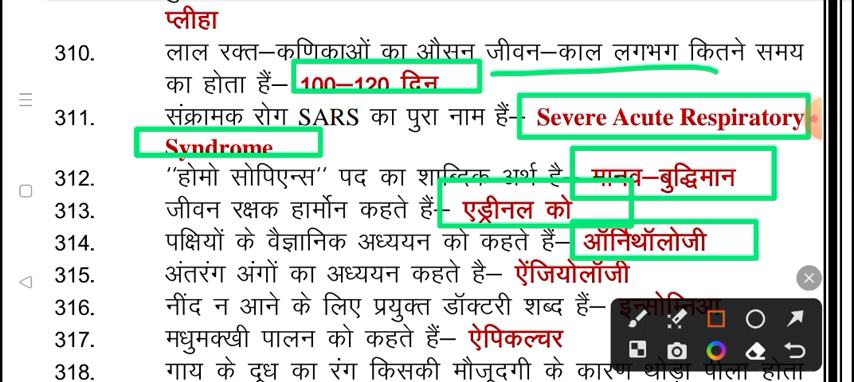 प्लीहा
310. लाल रक्त–कणिकाओं का औसन जीवन–काल लगभग कितने समय
का होता हैं– 100–120 दिन
311. संक्रामक रोग SARS का पुरा नाम हैं– Severe Acute Respiratory
Syndrome
312. ''होमो सोपिएन्स'' पद का शाब्दिक अर्थ है– मानव–बुद्धिमान
313. जीवन रक्षक हार्मोन कहते हैं– एड्रीनल को
314. पक्षियों के वैज्ञानिक अध्ययन को कहते हैं– ऑर्निथॉलोजी
315. अंतरंग अंगों का अध्ययन कहते है– ऐंजियोलॉजी
316. नींद न आने के लिए प्रयुक्त डॉक्टरी शब्द हैं– इन्सोम्निआ
317. मधुमक्खी पालन को कहते हैं– ऐपिकल्चर
318. गाय के दूध का रंग किसकी मौजूदगी के कारण थोड़ा पीला होता